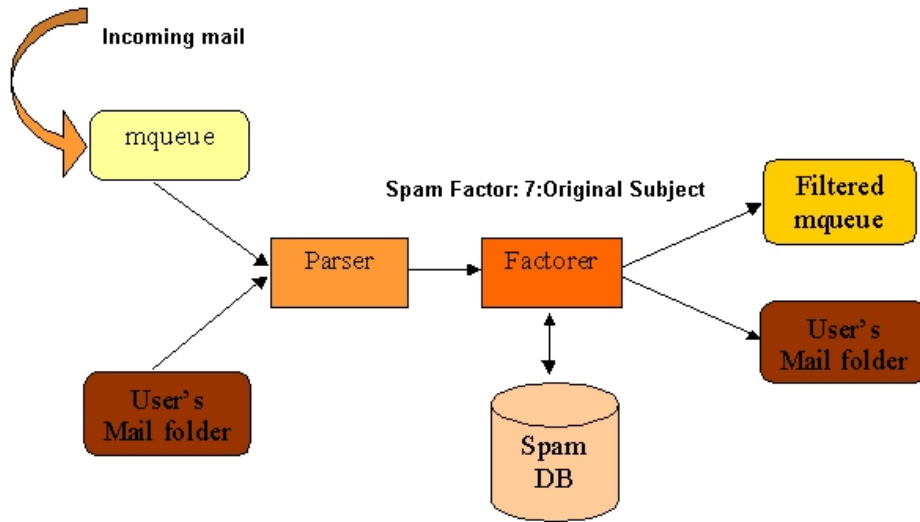 Incoming mail
mqueue
Spam Factor: 7:Original Subject
Filtered
mqueue
Parser
Factorer
User's
Mail folder
User's
Mail folder
Spam
DB